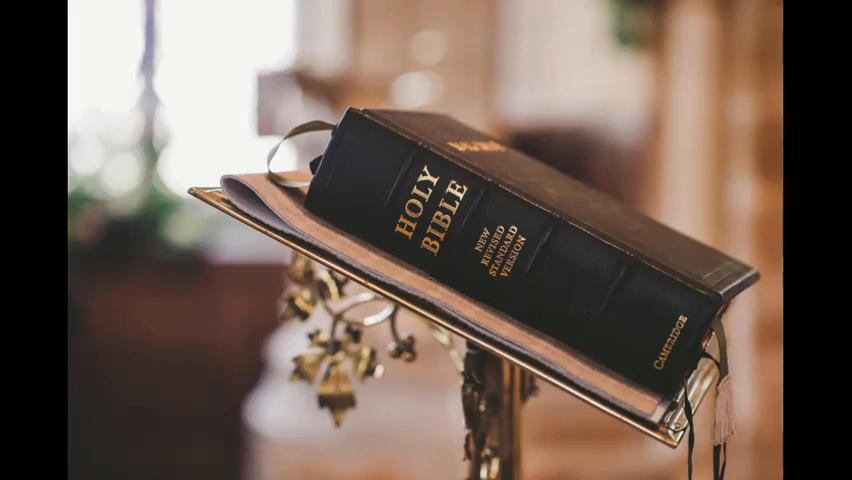 HOLY
BIBLE
NEW
REVISED
STANDARD
VERSION
CAMBRIDGE